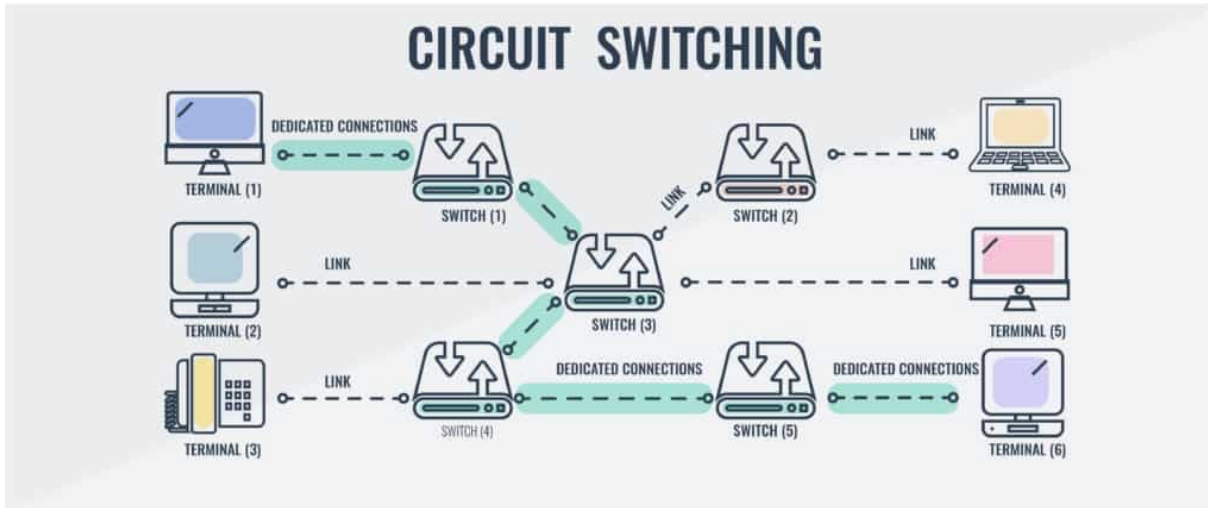 CIRCUIT SWITCHING
DEDICATED CONNECTIONS
LINK
TERMINAL (1)
SWITCH (1)
LINK
SWITCH (2)
TERMINAL (4)
LINK
LINK
TERMINAL (2)
SWITCH (3)
TERMINAL (5)
LINK
DEDICATED CONNECTIONS
DEDICATED CONNECTIONS
TERMINAL (3)
SWITCH (4)
SWITCH (5)
TERMINAL (6)